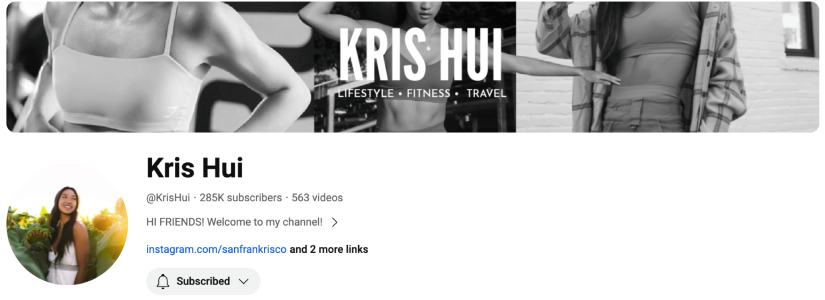 KRIS HUI
LIFESTYLE • FITNESS • TRAVEL
Kris Hui
@KrisHui · 285K subscribers · 563 videos
HI FRIENDS! Welcome to my channel!
instagram.com/sanfrankrisco and 2 more links
Subscribed